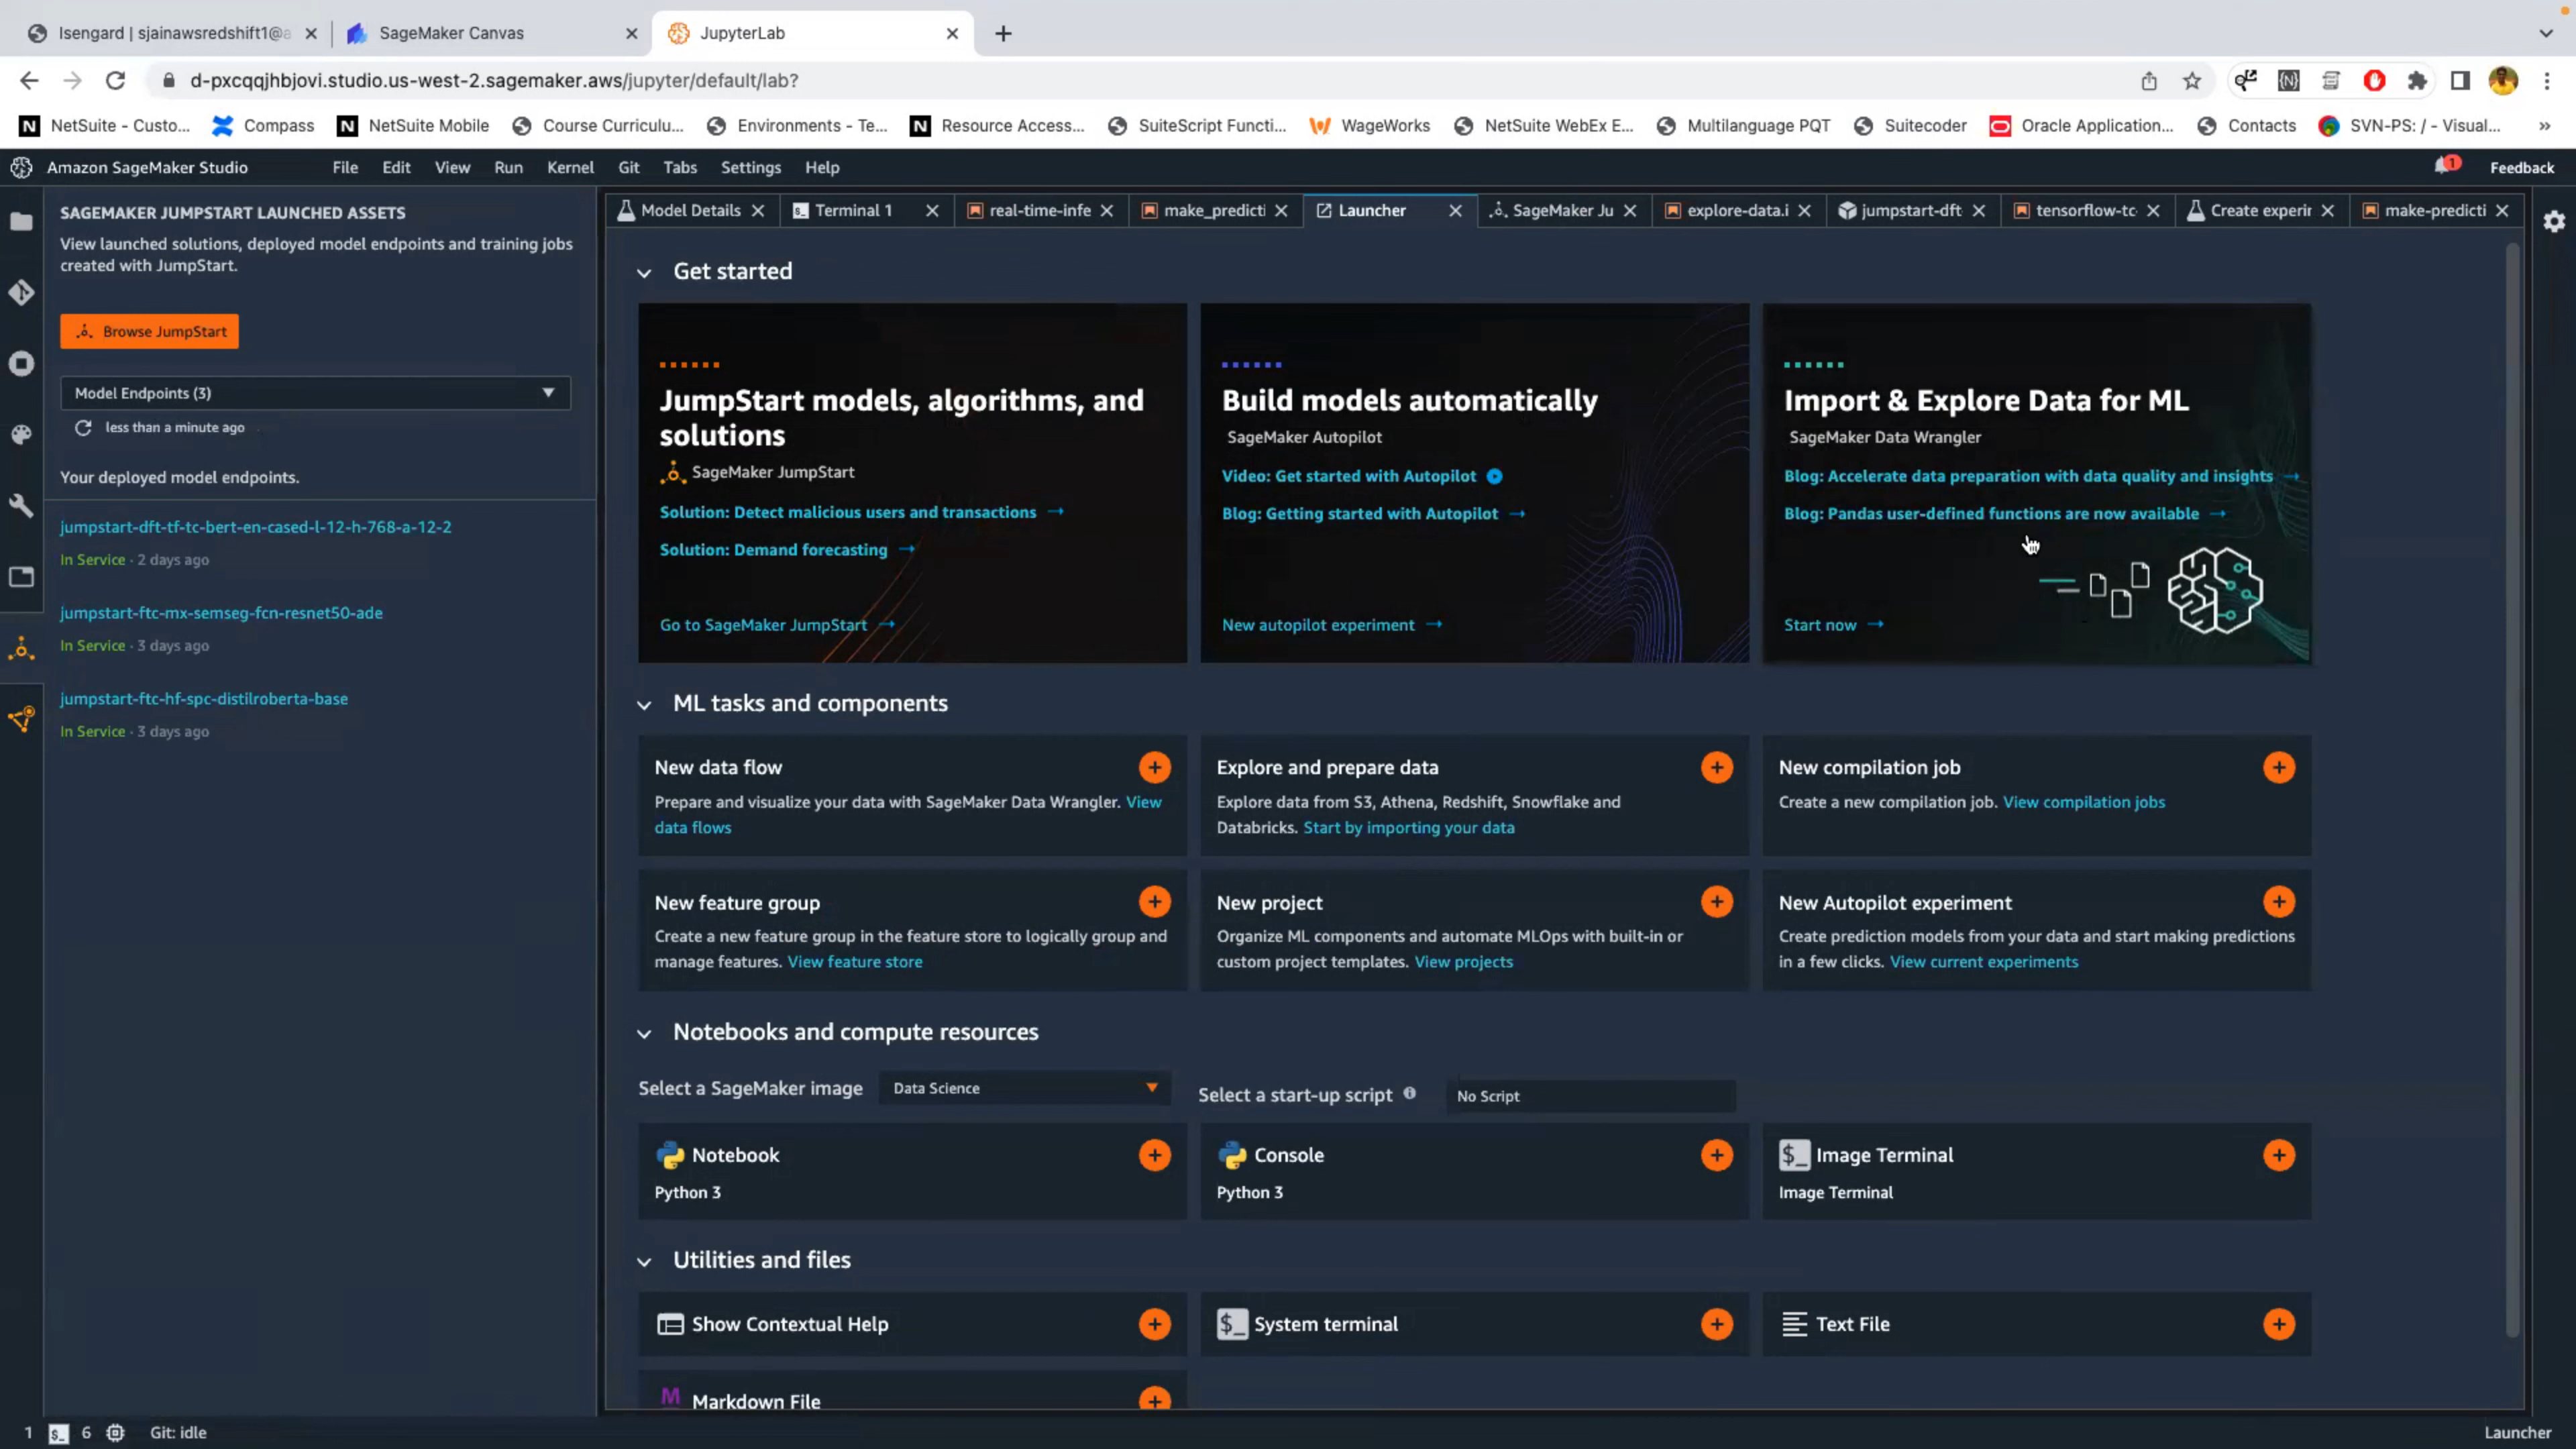 Isengard | sjainawsredshift1@a
SageMaker Canvas
JupyterLab
d-pxcqqjhbjovi.studio.us-west-2.sagemaker.aws/jupyter/default/lab?
NetSuite - Custo...
Compass
NetSuite Mobile
Course Curriculu...
Environments - Te...
Resource Access...
SuiteScript Functi...
WageWorks
NetSuite WebEx E...
Multilanguage PQT
Suitecoder
Oracle Application...
Contacts
SVN-PS: / - Visual...
Amazon SageMaker Studio
File
Edit
View
Run
Kernel
Git
Tabs
Settings
Help
1
Feedback
SAGEMAKER JUMPSTART LAUNCHED ASSETS
View launched solutions, deployed model endpoints and training jobs
created with JumpStart.
Browse JumpStart
Model Endpoints (3)
less than a minute ago
Your deployed model endpoints.
jumpstart-dft-tf-tc-bert-en-cased-l-12-h-768-a-12-2
In Service · 2 days ago
jumpstart-ftc-mx-semseg-fcn-resnet50-ade
In Service · 3 days ago
jumpstart-ftc-hf-spc-distilroberta-base
In Service · 3 days ago
Model Details
Terminal 1
real-time-infe
make_predicti
Launcher
SageMaker Ju
explore-data.i
jumpstart-dft-
tensorflow-tc-
Create experir
make-predicti
Get started
JumpStart models, algorithms, and
solutions
SageMaker JumpStart
Solution: Detect malicious users and transactions →
Solution: Demand forecasting →
Go to SageMaker JumpStart →
Build models automatically
SageMaker Autopilot
Video: Get started with Autopilot
Blog: Getting started with Autopilot →
New autopilot experiment →
Import & Explore Data for ML
SageMaker Data Wrangler
Blog: Accelerate data preparation with data quality and insights →
Blog: Pandas user-defined functions are now available →
Start now →
ML tasks and components
New data flow
Prepare and visualize your data with SageMaker Data Wrangler. View
data flows
Explore and prepare data
Explore data from S3, Athena, Redshift, Snowflake and
Databricks. Start by importing your data
New compilation job
Create a new compilation job. View compilation jobs
New feature group
Create a new feature group in the feature store to logically group and
manage features. View feature store
New project
Organize ML components and automate MLOps with built-in or
custom project templates. View projects
New Autopilot experiment
Create prediction models from your data and start making predictions
in a few clicks. View current experiments
Notebooks and compute resources
Select a SageMaker image
Data Science
Select a start-up script
No Script
Notebook
Python 3
Console
Python 3
Image Terminal
Image Terminal
Utilities and files
Show Contextual Help
System terminal
Text File
Markdown File
1
6
Git: idle
Launcher